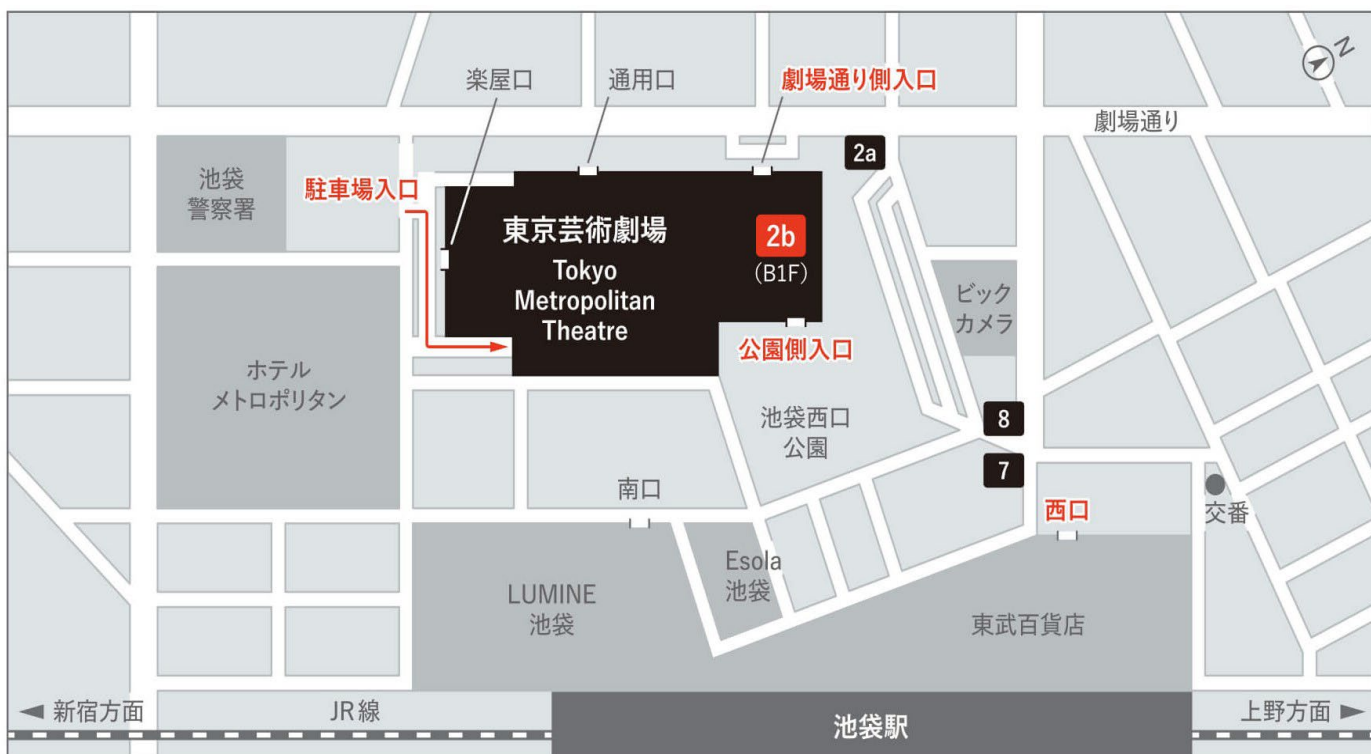 N
楽屋口
通用口
劇場通り側入口
劇場通り
2a
池袋
警察署
駐車場入口
東京芸術劇場
Tokyo
Metropolitan
Theatre
2b
(B1F)
ビック
カメラ
公園側入口
ホテル
メトロポリタン
池袋西口
公園
8
7
南口
西口
交番
Esola
池袋
LUMINE
池袋
東武百貨店
新宿方面
JR線
池袋駅
上野方面